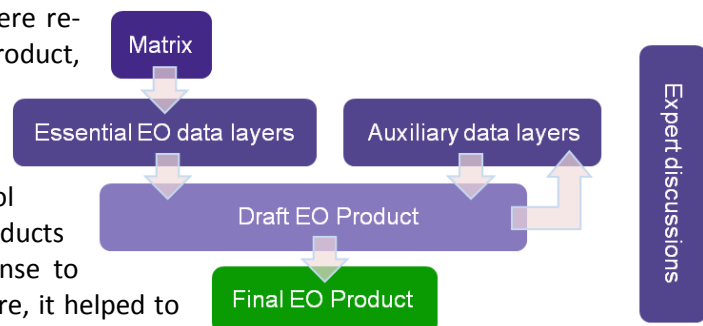 ere re-
roduct,
Matrix
Essential EO data layers
Auxiliary data layers
Expert discussions
pl
Draft EO Product
ducts
nse to
re, it helped to
Final EO Product